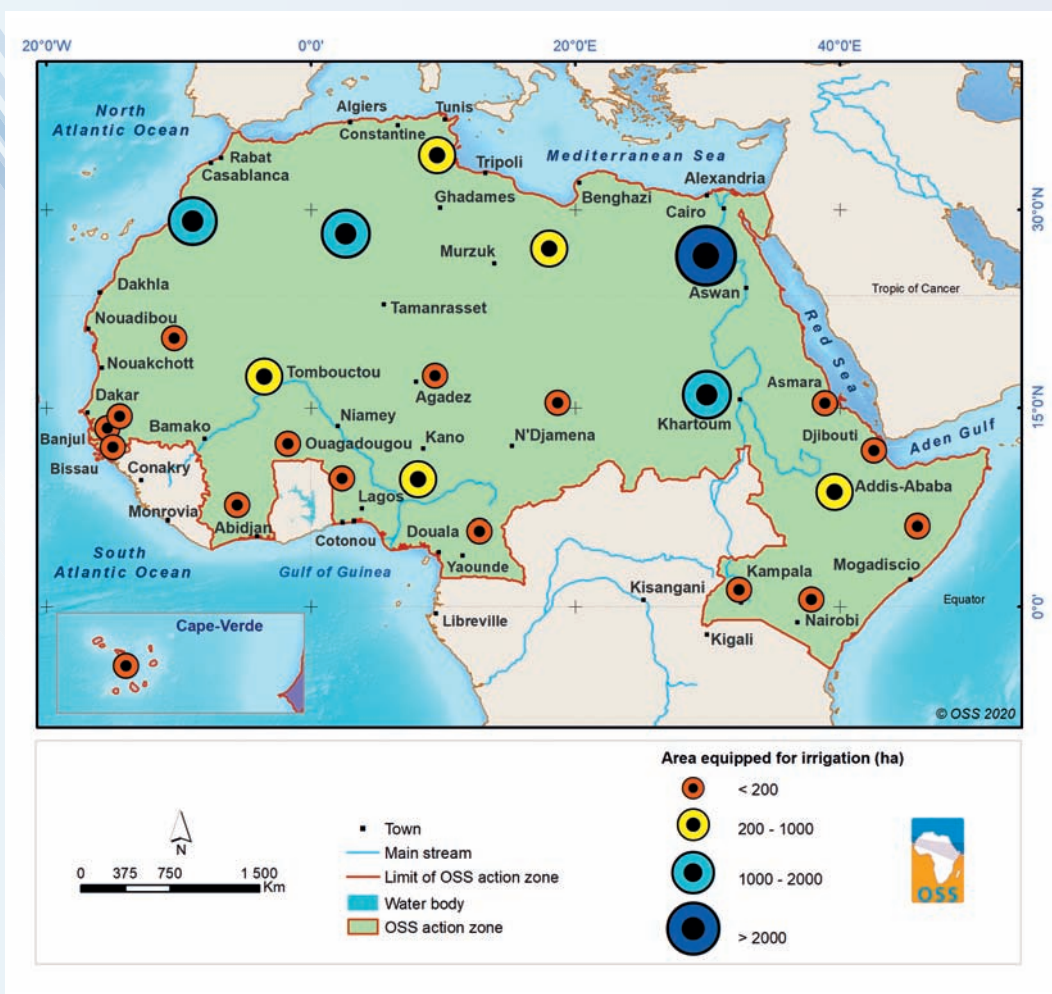 20°0'W 0°0' 20°0'E 40°0'E
North
Atlantic Ocean
Algiers
Tunis
Constantine
Rabat
Casablanca
Tripoli
Mediterranean Sea
Alexandria
Ghadames
Benghazi
Cairo
30°0'N
Murzuk
Dakhla
Aswan
Tropic of Cancer
Tamanrasset
Nouadibou
Red Sea
Nouakchott
Tombouctou
Asmara
Agadez
Dakar
Niamey
Khartoum
15°0'N
Banjul
Bamako
Ouagadougou
Kano
N'Djamena
Djibouti
Aden Gulf
Bissau
Conakry
Addis-Ababa
Lagos
Monrovia
Abidjan
Douala
Cotonou
South
Atlantic Ocean
Gulf of Guinea
Yaounde
Mogadiscio
Kisangani
Kampala
Equator
0°0'
Libreville
Nairobi
Cape-Verde
Kigali
© OSS 2020
N
0 375 750 1 500
Km
Town
Main stream
Limit of OSS action zone
Water body
OSS action zone
Area equipped for irrigation (ha)
< 200
200 - 1000
1000 - 2000
> 2000
OSS